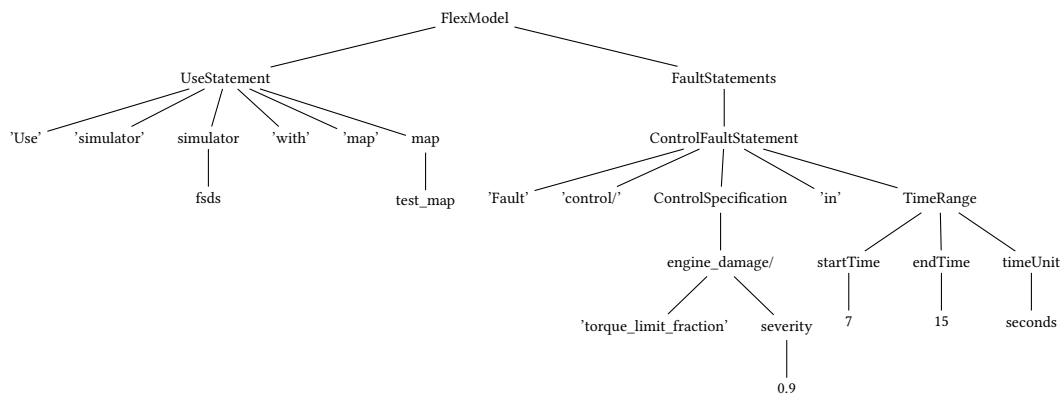 FlexModel
UseStatement FaultStatements
'Use' 'simulator' simulator 'with' 'map' map ControlFaultStatement
fsds test_map 'Fault' 'control/' ControlSpecification 'in' TimeRange
engine_damage/ startTime endTime timeUnit
'torque_limit_fraction' severity 7 15 seconds
0.9